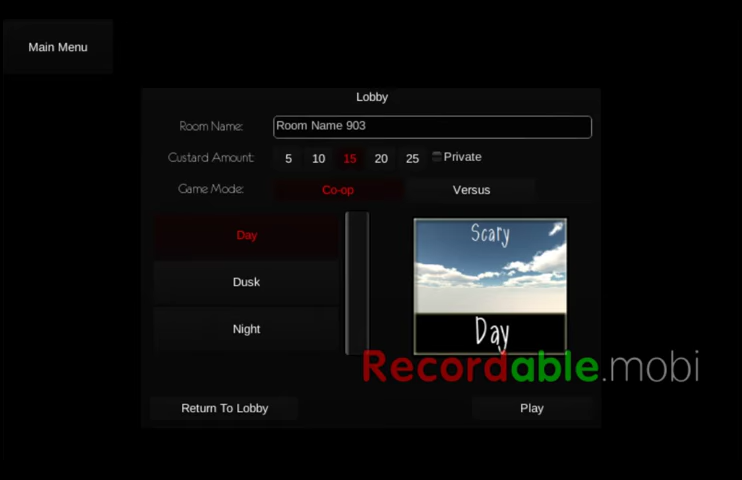 Main Menu
Lobby
Room Name: Room Name 903
Custard Amount: 5 10 15 20 25 Private
Game Mode: Co-op Versus
Day
Dusk
Night
Scary
Day
Recordable.mobi
Return To Lobby Play